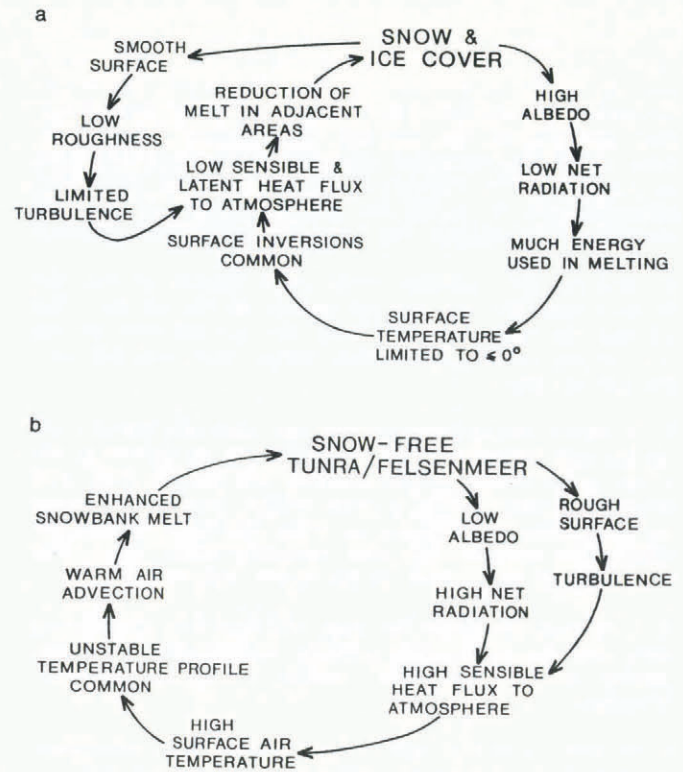 a
SNOW &
ICE COVER
SMOOTH
SURFACE
LOW
ROUGHNESS
LIMITED
TURBULENCE
REDUCTION OF
MELT IN ADJACENT
AREAS
LOW SENSIBLE &
LATENT HEAT FLUX
TO ATMOSPHERE
SURFACE INVERSIONS
COMMON
HIGH
ALBEDO
LOW NET
RADIATION
MUCH ENERGY
USED IN MELTING
SURFACE
TEMPERATURE
LIMITED TO ⩽ 0°
b
SNOW-FREE
TUNRA/FELSENMEER
ENHANCED
SNOWBANK MELT
WARM AIR
ADVECTION
UNSTABLE
TEMPERATURE PROFILE
COMMON
HIGH
SURFACE AIR
TEMPERATURE
LOW
ALBEDO
HIGH NET
RADIATION
HIGH SENSIBLE
HEAT FLUX TO
ATMOSPHERE
ROUGH
SURFACE
TURBULENCE